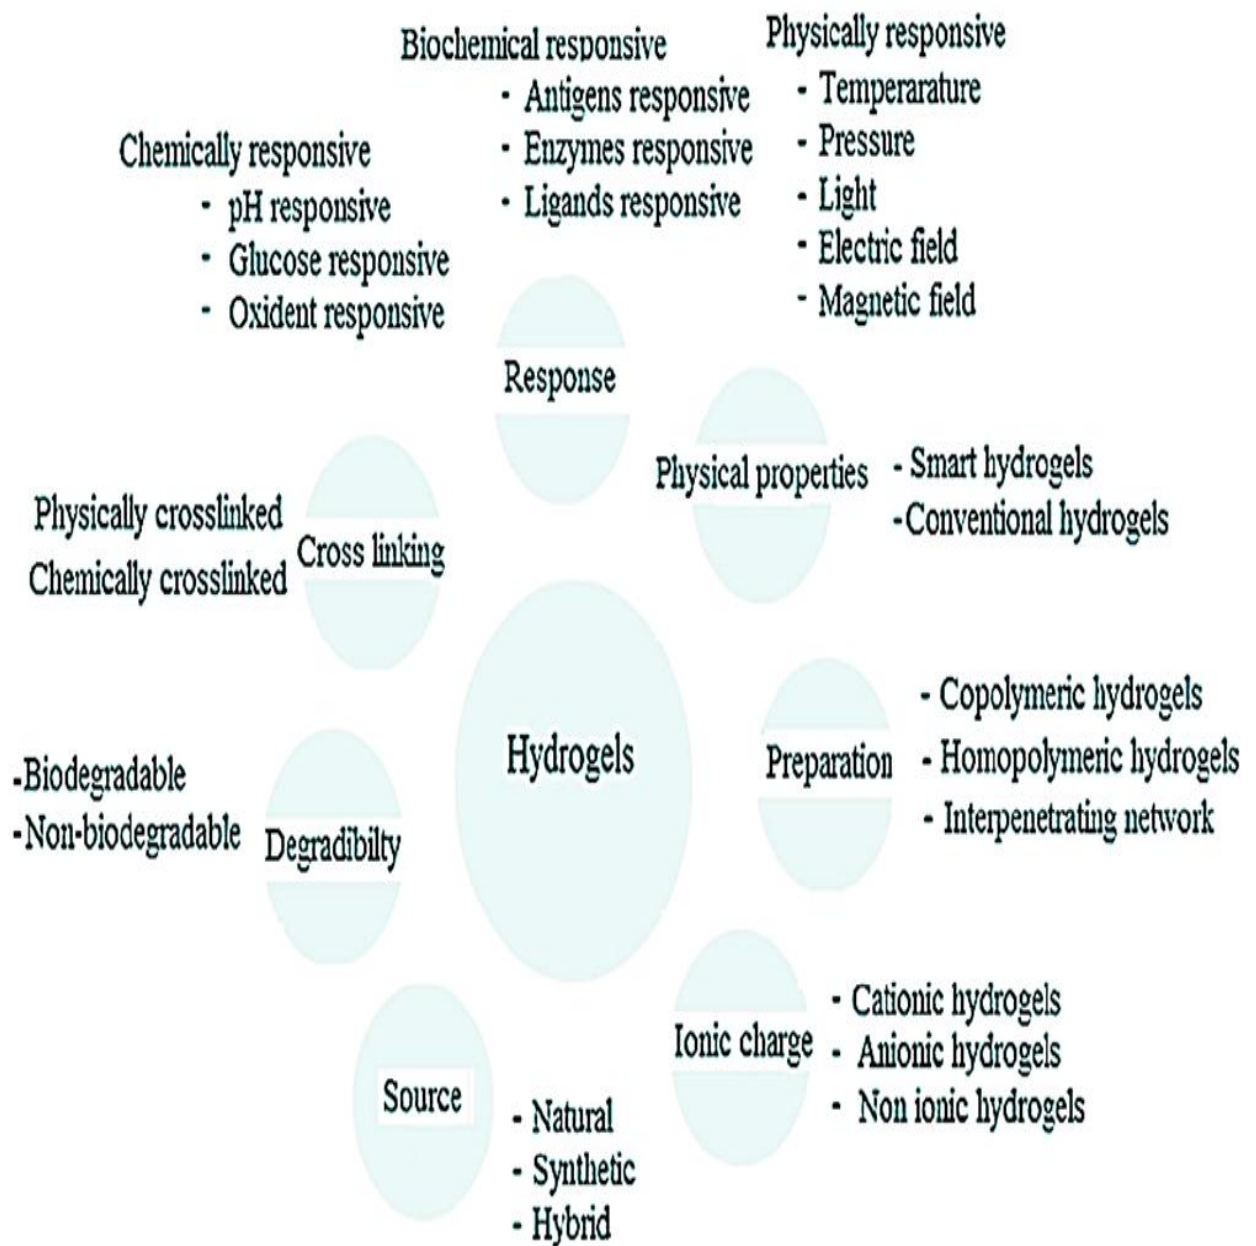 Biochemical responsive
- Antigens responsive
- Enzymes responsive
- Ligands responsive
Physically responsive
- Temperarature
- Pressure
- Light
- Electric field
- Magnetic field
Chemically responsive
- pH responsive
- Glucose responsive
- Oxident responsive
Response
Physical properties
- Smart hydrogels
-Conventional hydrogels
Physically crosslinked
Chemically crosslinked
Cross linking
Hydrogels
Preparation
- Copolymeric hydrogels
- Homopolymeric hydrogels
- Interpenetrating network
-Biodegradable
-Non-biodegradable
Degradibilty
Ionic charge
- Cationic hydrogels
- Anionic hydrogels
- Non ionic hydrogels
Source
- Natural
- Synthetic
- Hybrid